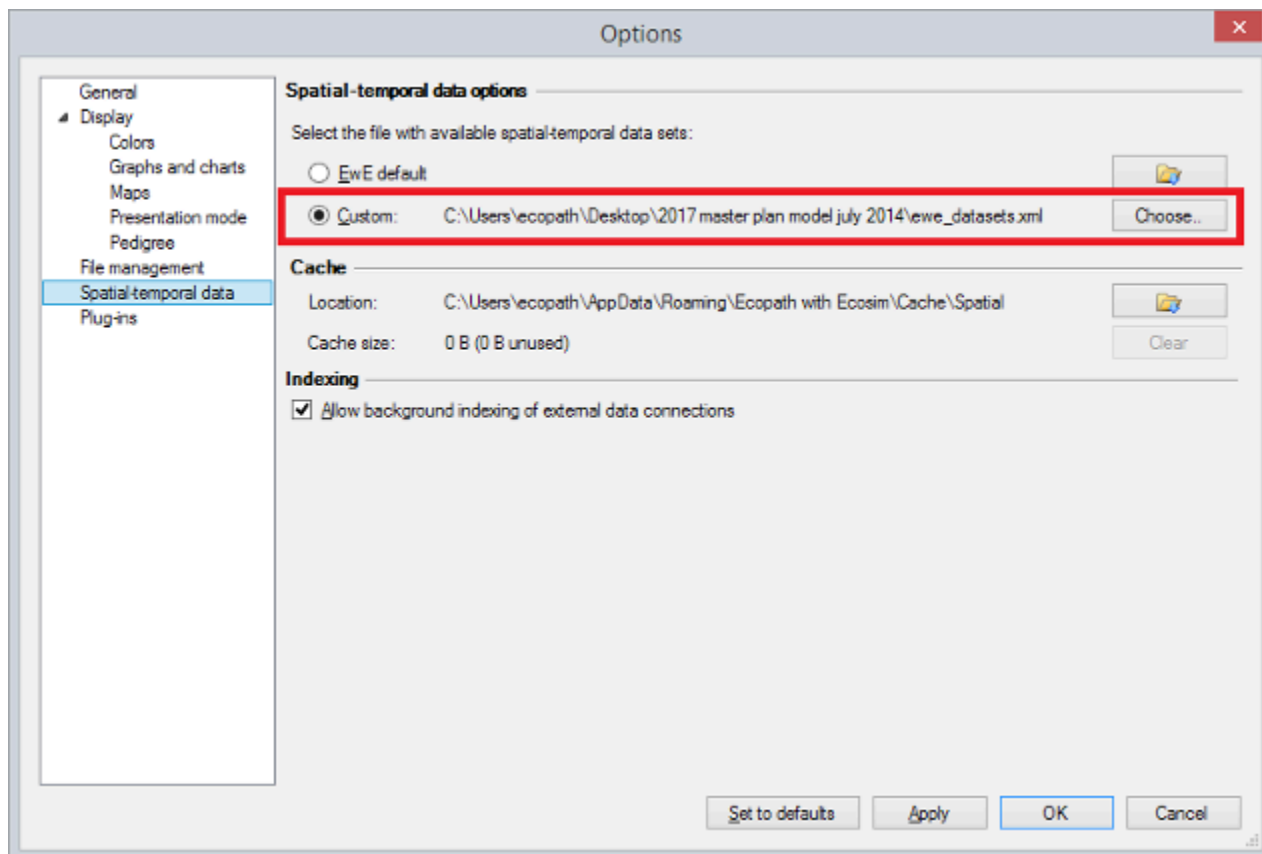 Options
General
Display
Colors
Graphs and charts
Maps
Presentation mode
Pedigree
File management
Spatial-temporal data
Plug-ins
Spatial-temporal data options
Select the file with available spatial-temporal data sets:
EwE default
Custom: C:\Users\ecopath\Desktop\2017 master plan model july 2014\ewe_datasets.xml Choose..
Cache
Location: C:\Users\ecopath\AppData\Roaming\Ecopath with Ecosim\Cache\Spatial
Cache size: 0 B (0 B unused) Clear
Indexing
Allow background indexing of external data connections
Set to defaults Apply OK Cancel